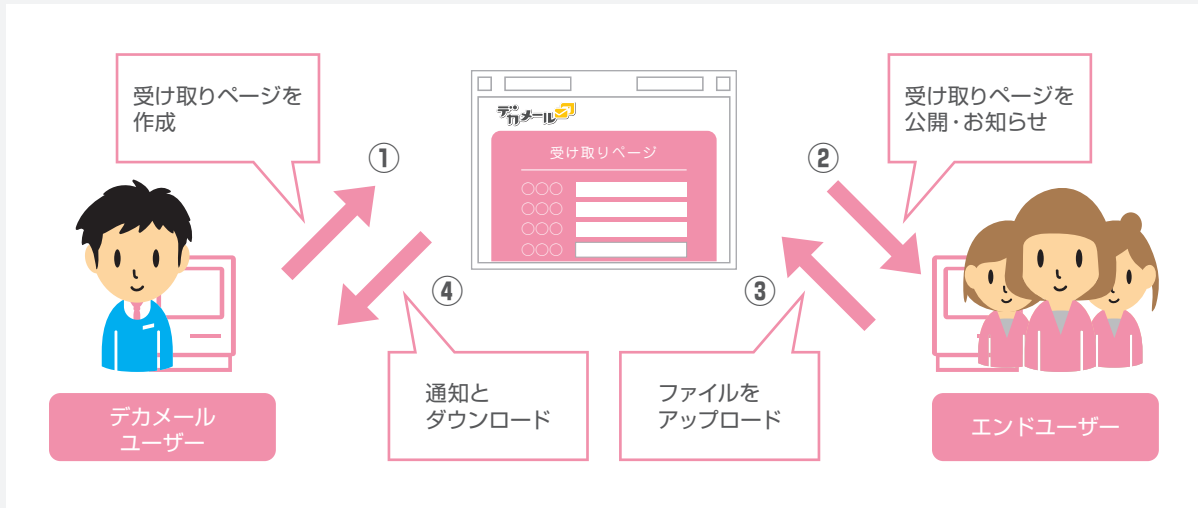 受け取りページを
作成
①
デカメール
受け取りページ
○○○
○○○
○○○
○○○
②
受け取りページを
公開・お知らせ
④
通知と
ダウンロード
③
ファイルを
アップロード
デカメール
ユーザー
エンドユーザー